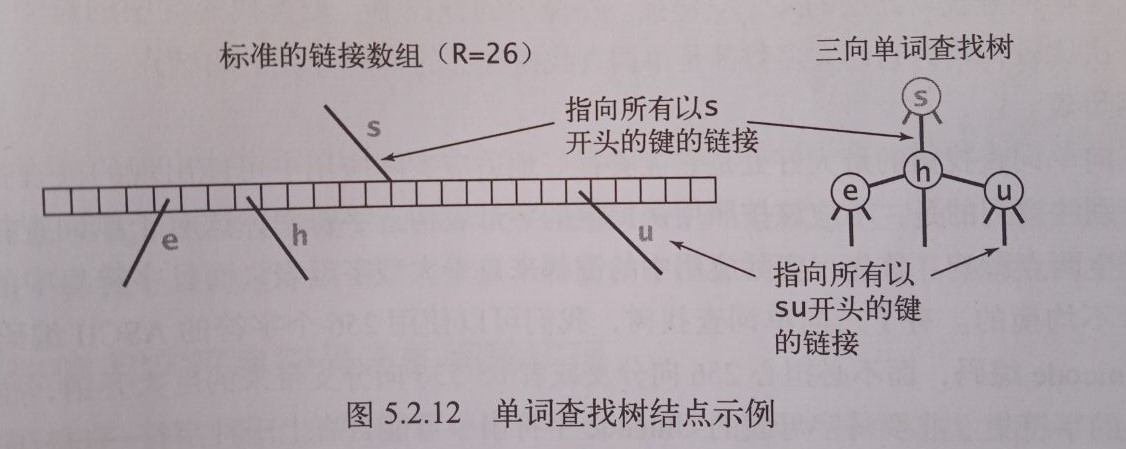 标准的链接数组（R=26）
三向单词查找树
s
指向所有以s
开头的键的链接
s
h
e
u
e
h
u
指向所有以
su开头的键
的链接
图 5.2.12 单词查找树结点示例